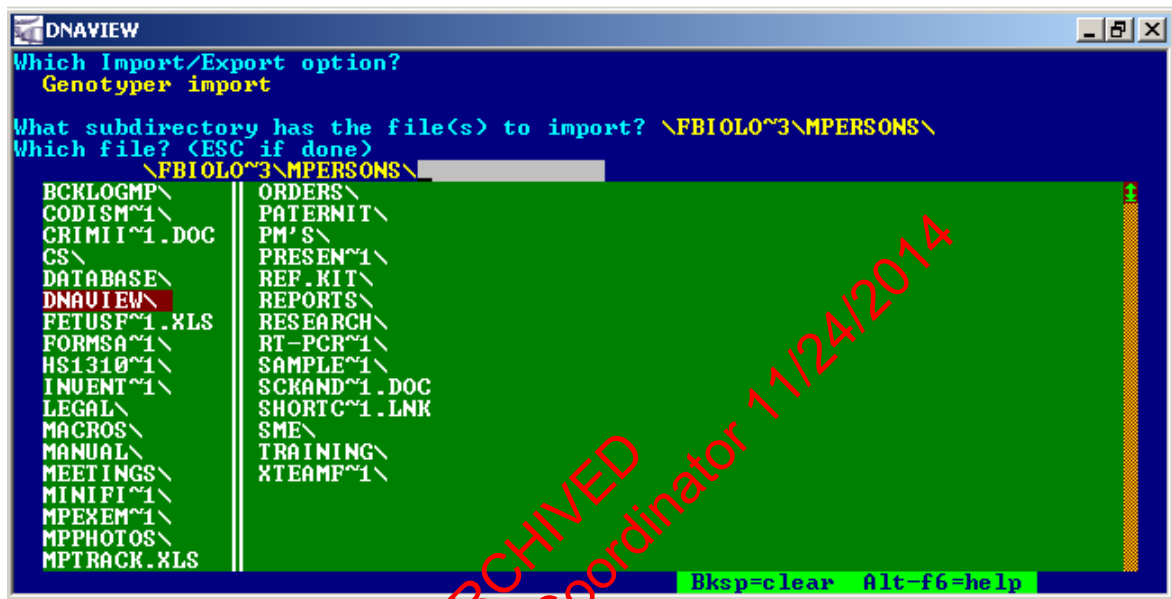 DNAVIEW
Which Import/Export option?
Genotyper import
What subdirectory has the file(s) to import? \FBIOLO~3\MPERSONS\
Which file? (ESC if done)
\FBIOLO~3\MPERSONS\_
BCKLOGMP\
CODISM~1\
CRIMII~1.DOC
CS\
DATABASE\
DNAVIEW\
FETUSF~1.XLS
FORMSA~1\
HS1310~1\
INVENT~1\
LEGAL\
MACROS\
MANUAL\
MEETINGS\
MINIFI~1\
MPEXEM~1\
MPPHOTOS\
MPTRACK.XLS
ORDERS\
PATERNIT\
PM'S\
PRESEN~1\
REF.KIT\
REPORTS\
RESEARCH\
RT-PCR~1\
SAMPLE~1\
SCKAND~1.DOC
SHORTC~1.LNK
SME\
TRAINING\
XTEAMF~1\
Bksp=clear Alt-f6=help
RCHIVED
oordinator 11/24/2014